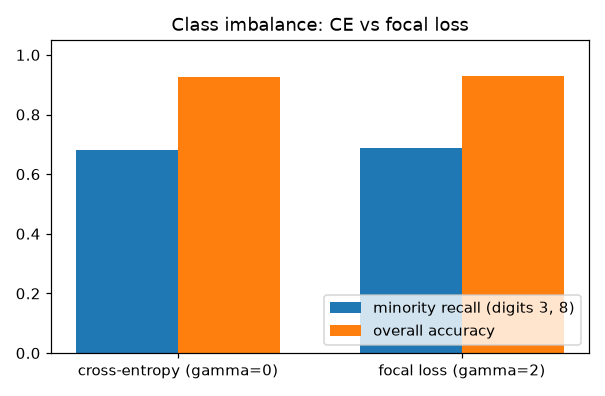 Class imbalance: CE vs focal loss
1.0
0.8
0.6
0.4
0.2
0.0
minority recall (digits 3, 8)
overall accuracy
cross-entropy (gamma=0)
focal loss (gamma=2)